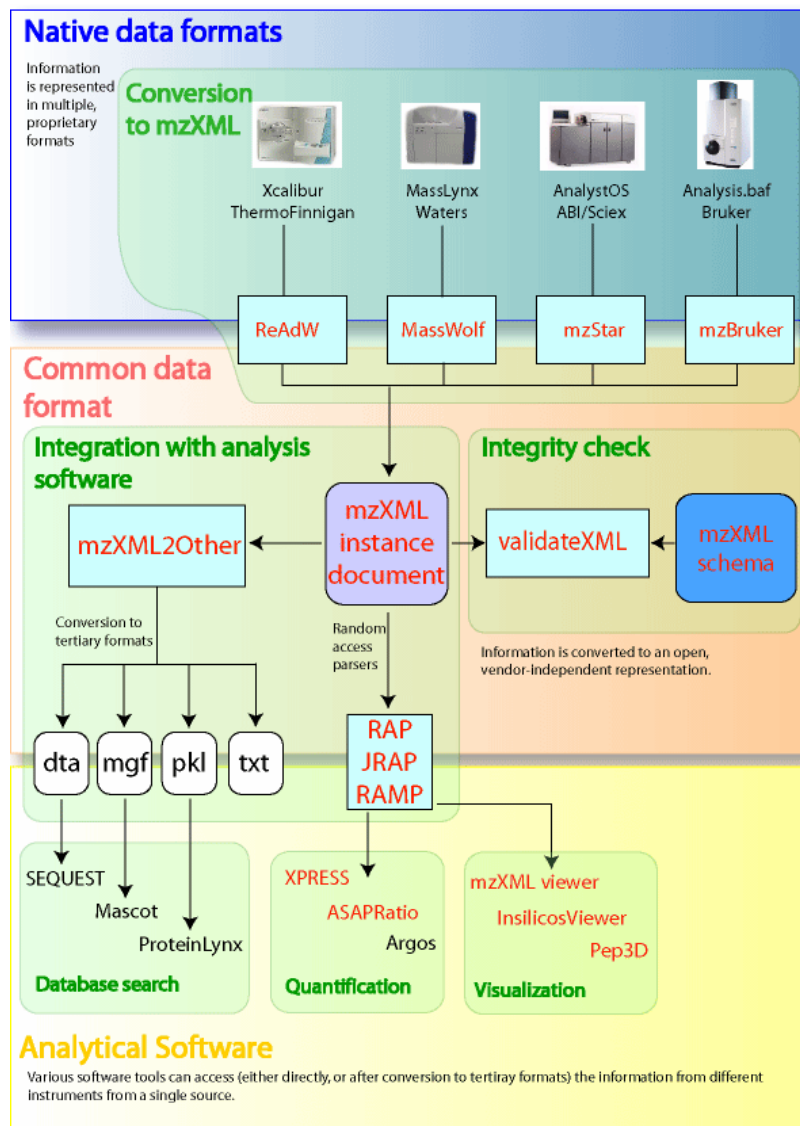 Native data formats
Information
is represented
in multiple,
proprietary
formats
Conversion
to mzXML
Xcalibur
ThermoFinnigan
MassLynx
Waters
AnalystOS
ABI/Sciex
Analysis.baf
Bruker
ReAdW
MassWolf
mzStar
mzBruker
Common data
format
Integration with analysis
software
Integrity check
mzXML2Other
mzXML
instance
document
validateXML
mzXML
schema
Conversion to
tertiary formats
Random
access
parsers
Information is converted to an open,
vendor-independent representation.
dta
mgf
pkl
txt
RAP
JRAP
RAMP
SEQUEST
Mascot
ProteinLynx
Database search
XPRESS
ASAPRatio
Argos
Quantification
mzXML viewer
InsilicosViewer
Pep3D
Visualization
Analytical Software
Various software tools can access (either directly, or after conversion to tertiray formats) the information from different
instruments from a single source.